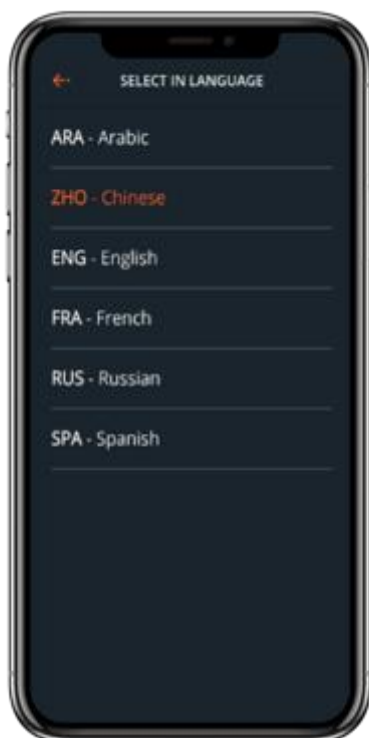 SELECT IN LANGUAGE
ARA - Arabic
ZHO - Chinese
ENG - English
FRA - French
RUS - Russian
SPA - Spanish